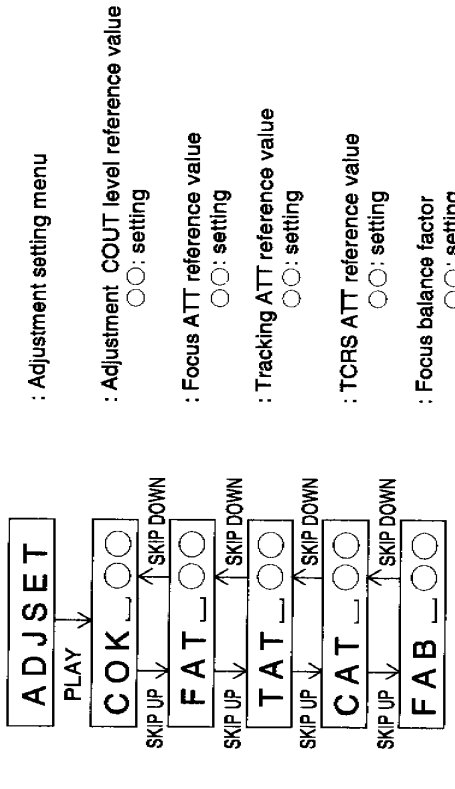 ADJSET : Adjustment setting menu
PLAY
COK_○○ : Adjustment COUT level reference value
○○: setting
SKIP UP SKIP DOWN
FAT_○○ : Focus ATT reference value
○○: setting
SKIP UP SKIP DOWN
TAT_○○ : Tracking ATT reference value
○○: setting
SKIP UP SKIP DOWN
CAT_○○ : TCRS ATT reference value
○○: setting
SKIP UP SKIP DOWN
FAB_○○ : Focus balance factor
○○: setting